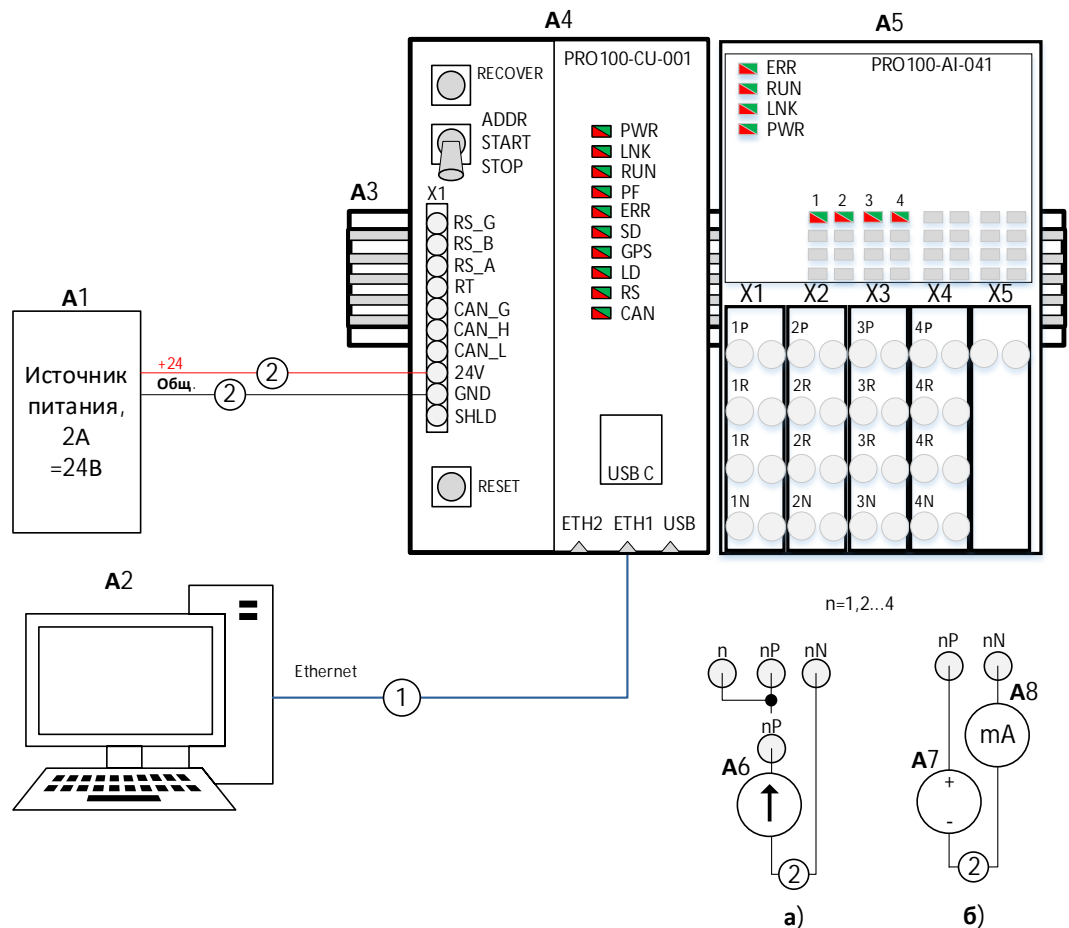 A4
A5
PRO100-CU-001
PRO100-AI-041
RECOVER
ADDR
START
STOP
X1
RS_G
RS_B
RS_A
RT
CAN_G
CAN_H
CAN_L
24V
GND
SHLD
RESET
PWR
LNK
RUN
PF
ERR
SD
GPS
LD
RS
CAN
USB C
ETH2 ETH1 USB
ERR
RUN
LNK
PWR
1 2 3 4
X1 X2 X3 X4 X5
1P 2P 3P 4P
1R 2R 3R 4R
1R 2R 3R 4R
1N 2N 3N 4N
A3
A1
Источник
питания,
2А
=24В
+24
2
Общ.
2
A2
Ethernet
1
n=1,2...4
n nP nN
nP
A6
2
а)
nP nN
A8
mA
A7
+
-
2
б)